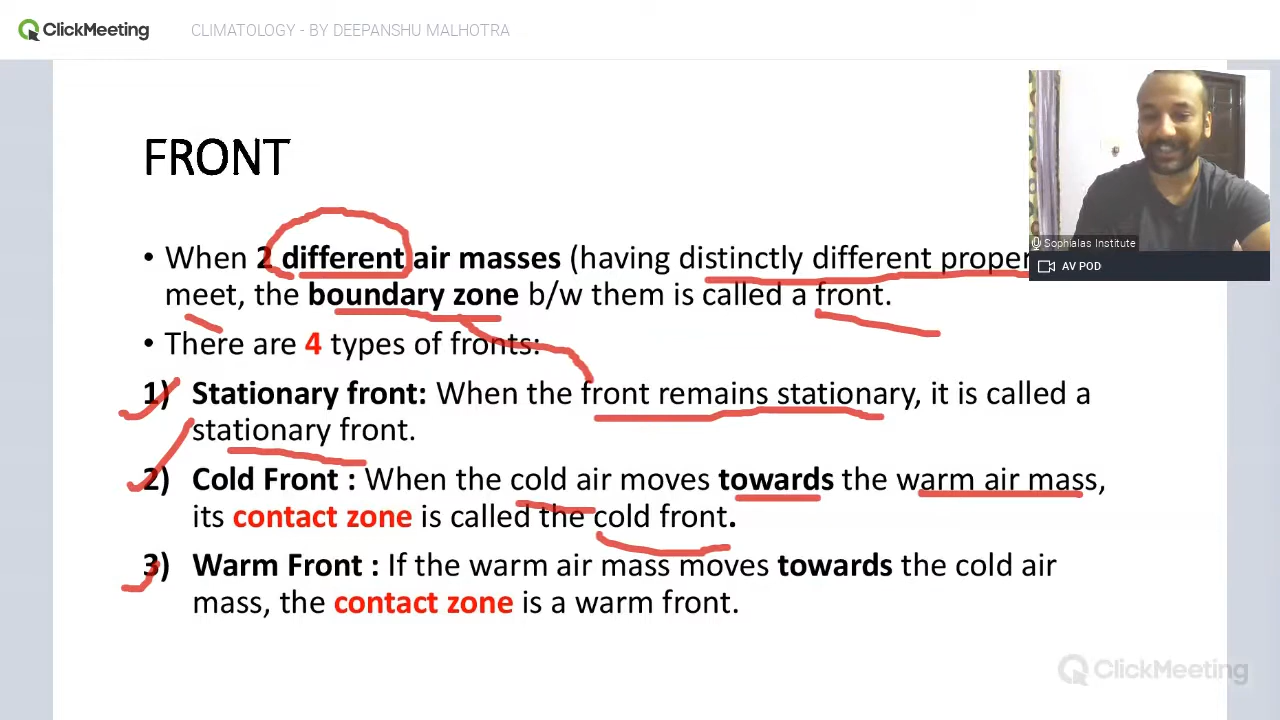 ClickMeeting
CLIMATOLOGY - BY DEEPANSHU MALHOTRA
FRONT
• When 2 different air masses (having distinctly different proper
meet, the boundary zone b/w them is called a front.
• There are 4 types of fronts:
1) Stationary front: When the front remains stationary, it is called a
stationary front.
2) Cold Front : When the cold air moves towards the warm air mass,
its contact zone is called the cold front.
3) Warm Front : If the warm air mass moves towards the cold air
mass, the contact zone is a warm front.
Sophialas Institute
AV POD
ClickMeeting